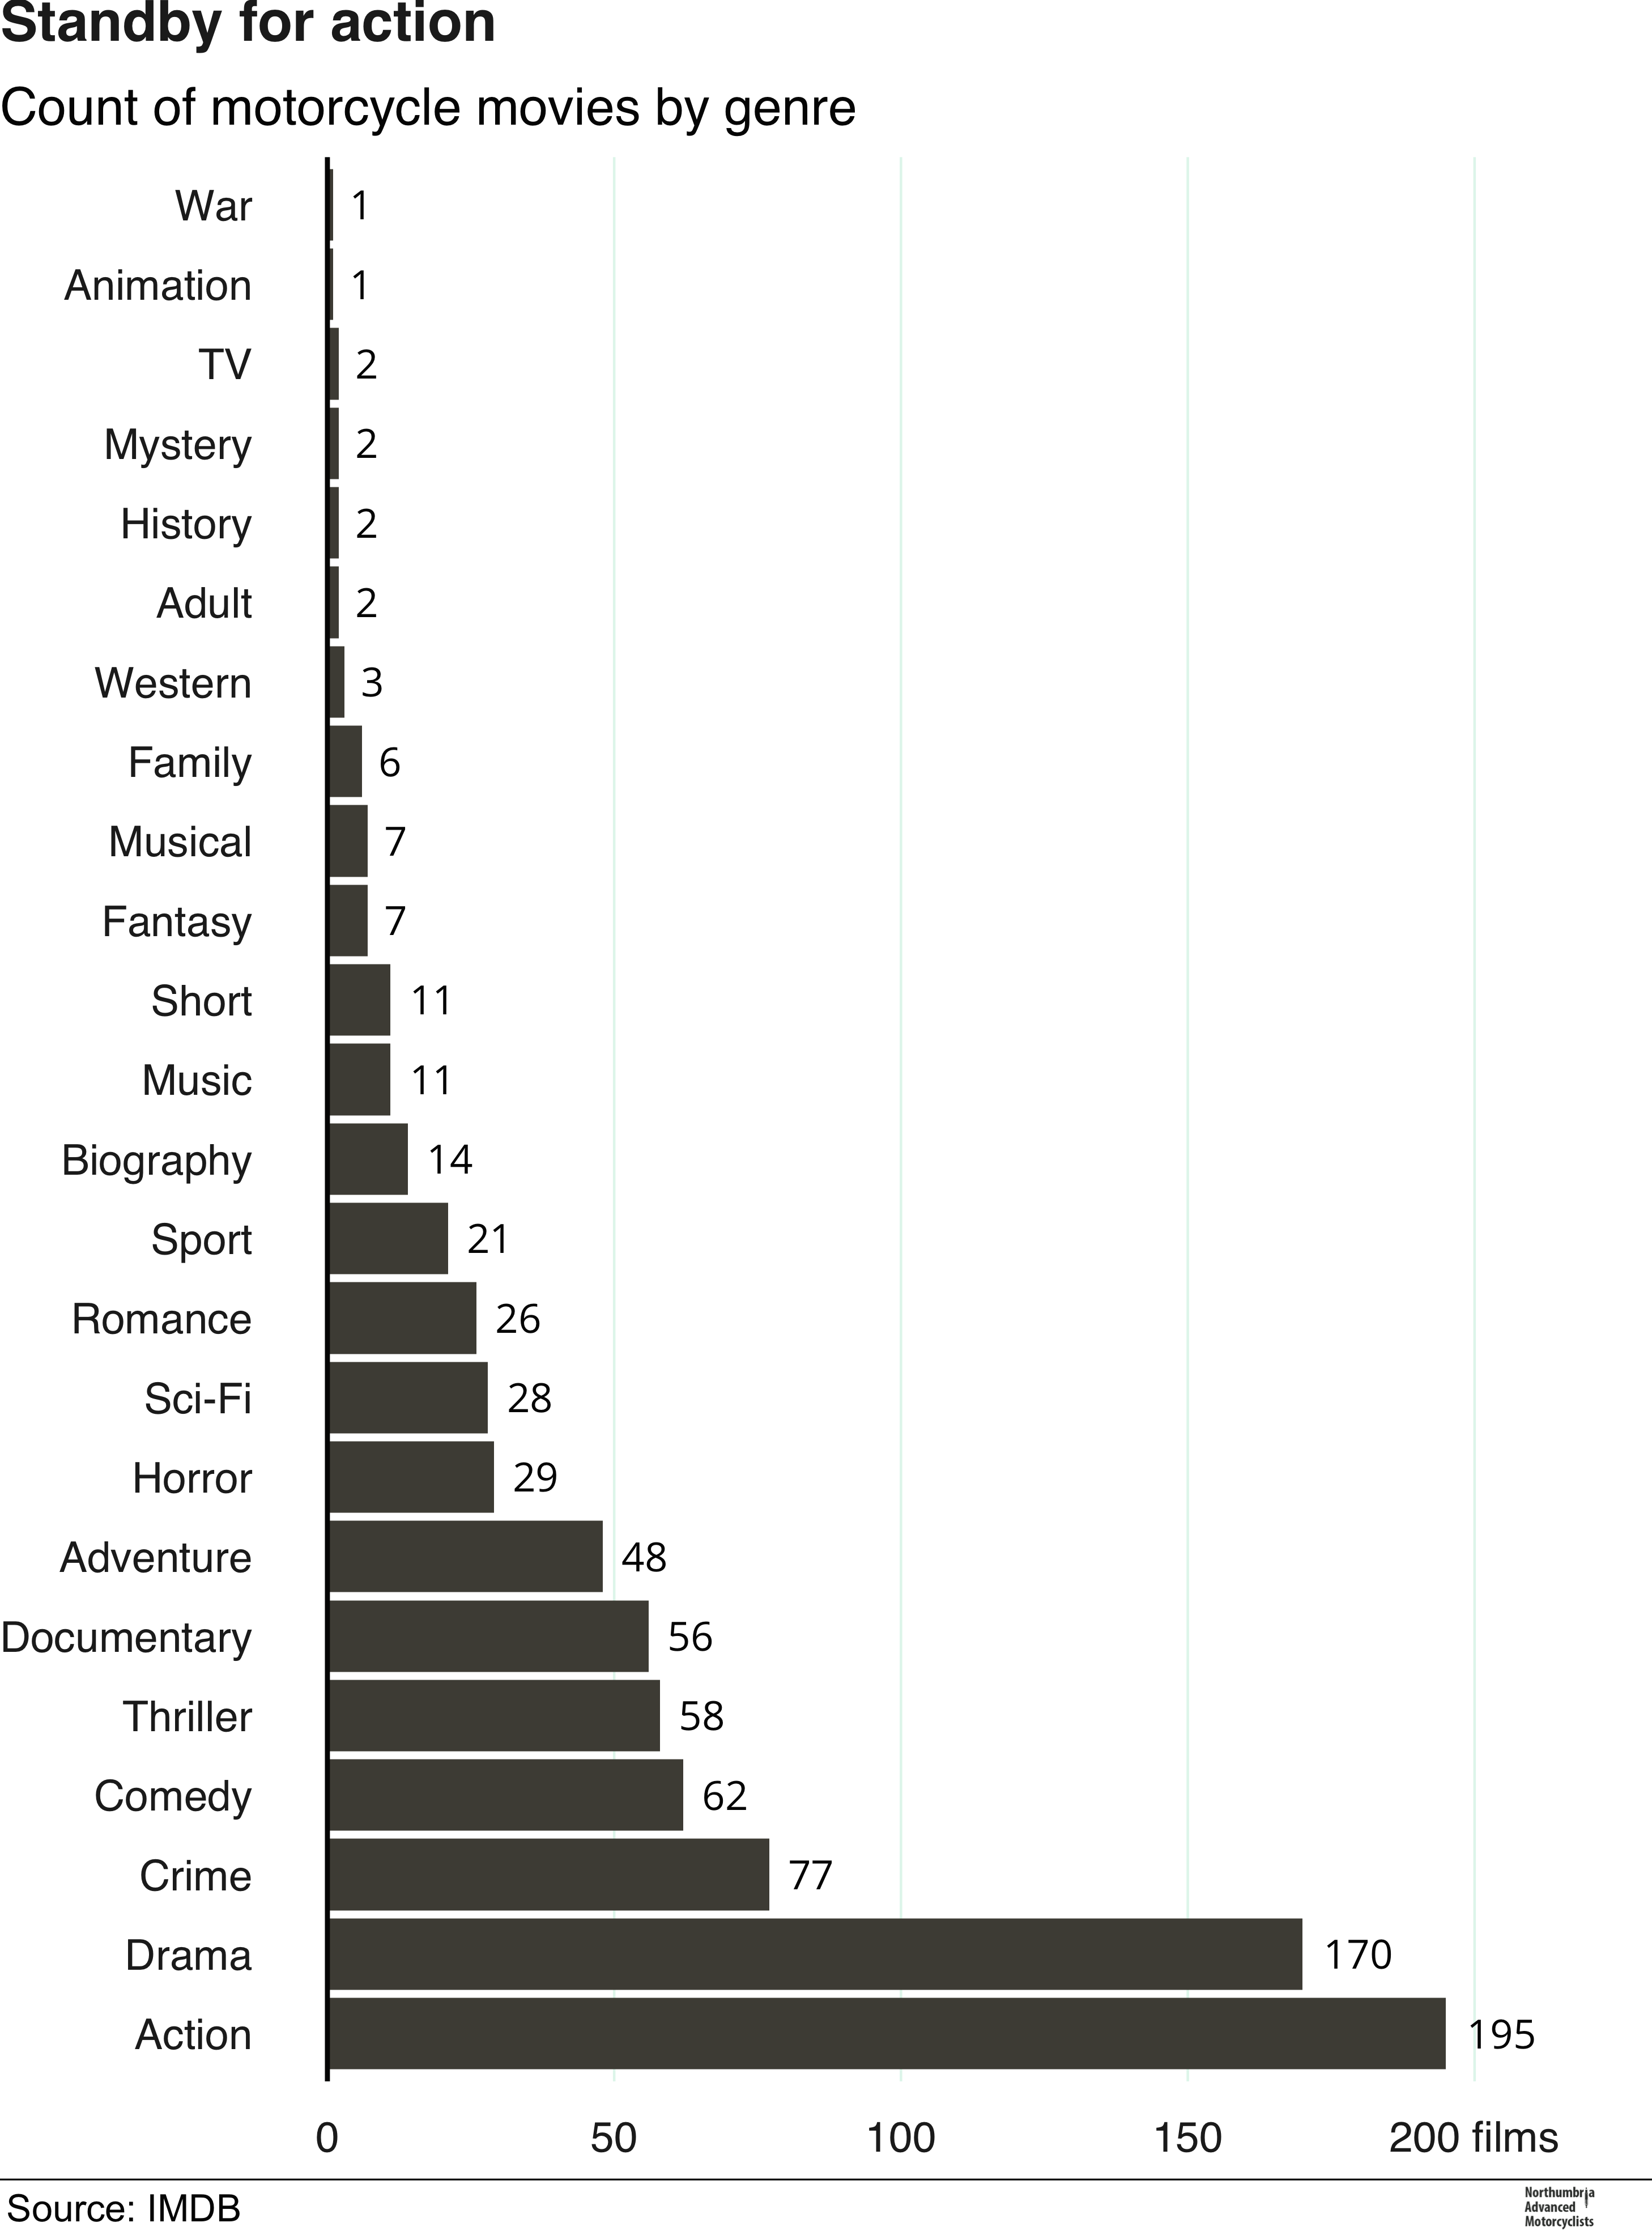 Standby for action
Count of motorcycle movies by genre
War 1
Animation 1
TV 2
Mystery 2
History 2
Adult 2
Western 3
Family 6
Musical 7
Fantasy 7
Short 11
Music 11
Biography 14
Sport 21
Romance 26
Sci-Fi 28
Horror 29
Adventure 48
Documentary 56
Thriller 58
Comedy 62
Crime 77
Drama 170
Action 195
0 50 100 150 200 films
Source: IMDB
Northumbria
Advanced
Motorcyclists